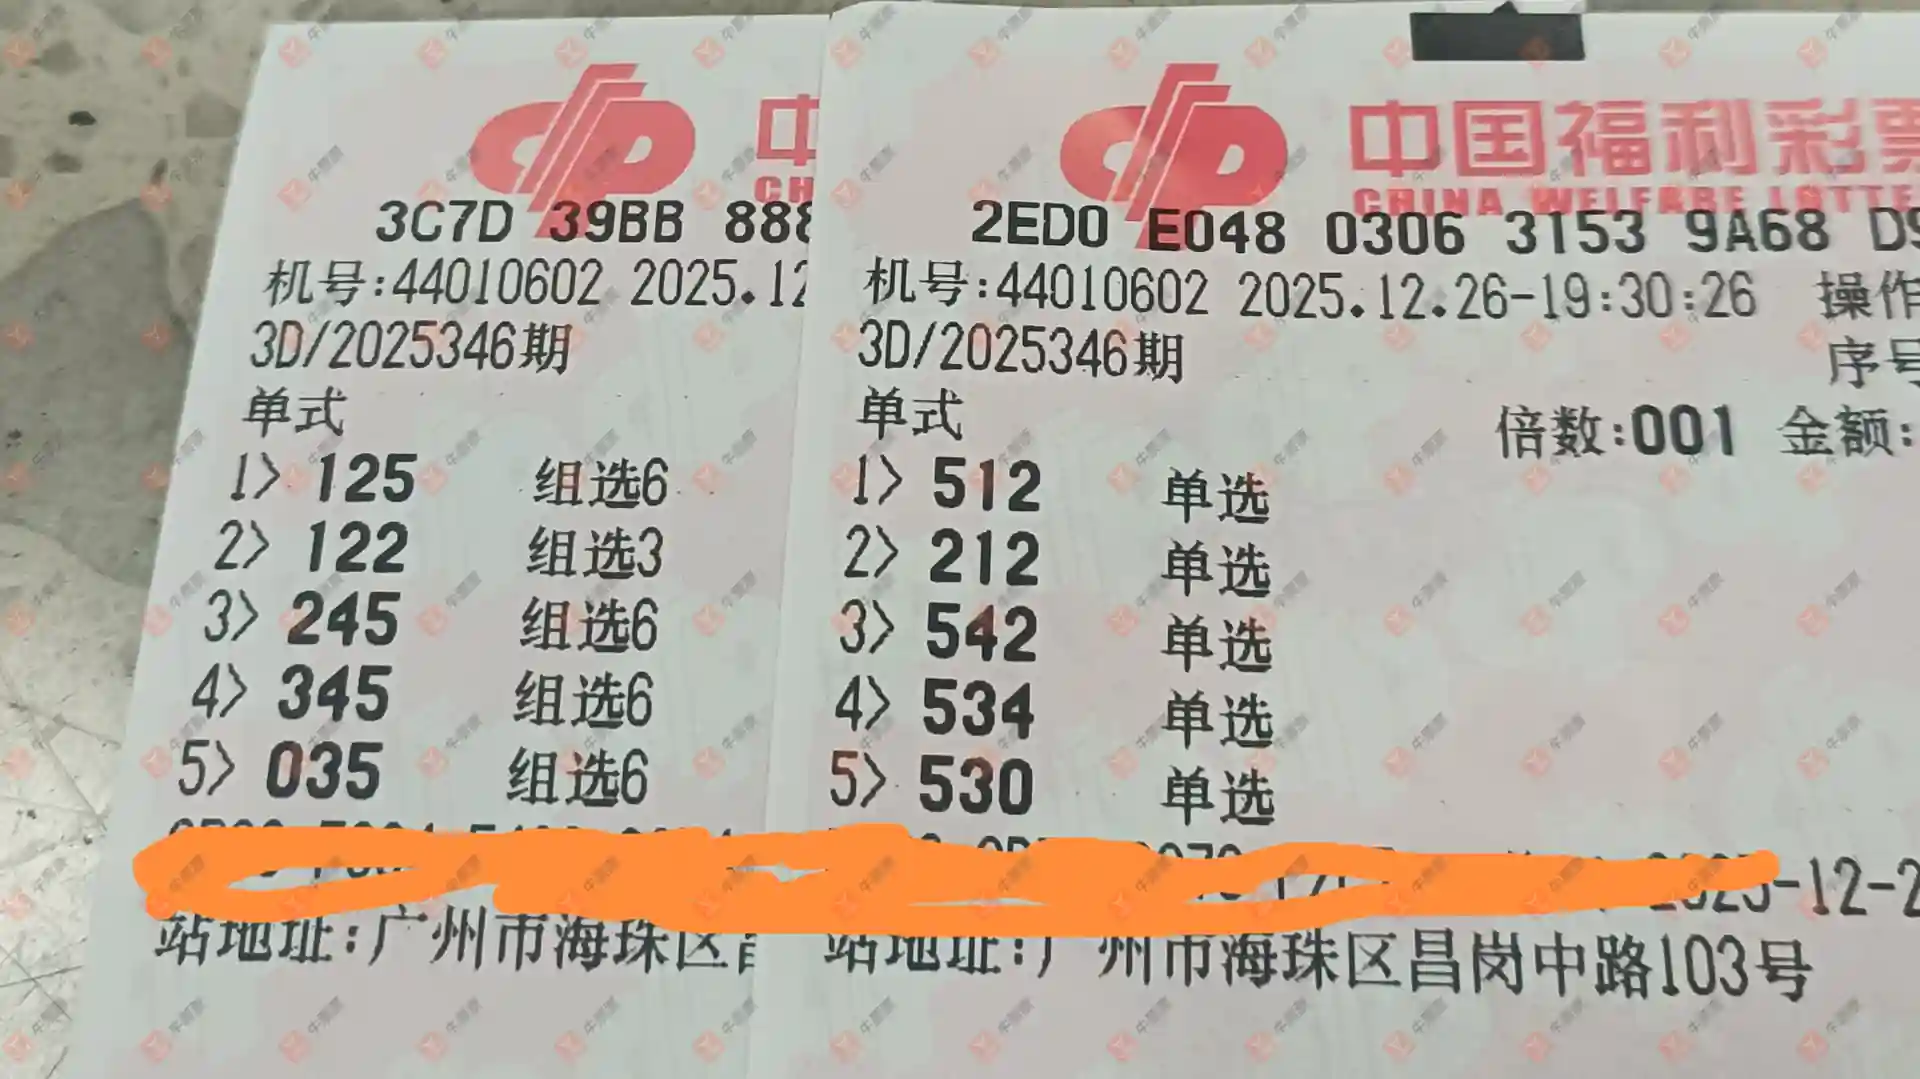 中
CH
3C7D 39BB 888
机号:44010602 2025.12
3D/2025346期
单式
1> 125 组选6
2> 122 组选3
3> 245 组选6
4> 345 组选6
5> 035 组选6
站地址:广州市海珠区昌
中国福利彩票
CHINA WELFARE LOTTE
2ED0 E048 0306 3153 9A68 D9
机号:44010602 2025.12.26-19:30:26 操作
3D/2025346期
序号
单式
倍数:001 金额:
1> 512 单选
2> 212 单选
3> 542 单选
4> 534 单选
5> 530 单选
2025-12-2
站地址:广州市海珠区昌岗中路103号